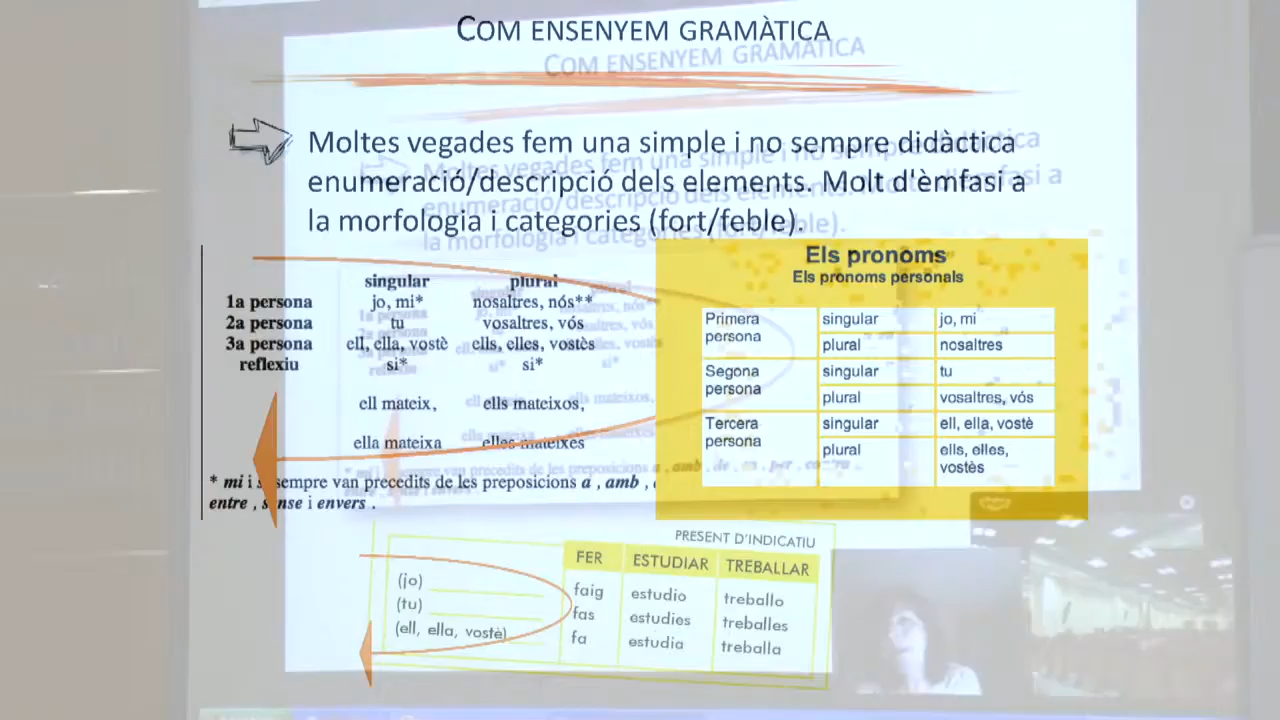 COM ENSENYEM GRAMÀTICA
Moltes vegades fem una simple i no sempre didàctica
enumeració/descripció dels elements. Molt d'èmfasi a
la morfologia i categories (fort/feble).
singular plural
1a persona jo, mi* nosaltres, nós**
2a persona tu vosaltres, vós
3a persona ell, ella, vostè ells, elles, vostès
reflexiu si* si*
ell mateix, ells mateixos,
ella mateixa elles mateixes
* mi i sempre van precedits de les preposicions a , amb ,
entre , sense i envers .
Els pronoms
Els pronoms personals
Primera persona singular jo, mi
plural nosaltres
Segona persona singular tu
plural vosaltres, vós
Tercera persona singular ell, ella, vostè
plural ells, elles, vostès
PRESENT D'INDICATIU
FER ESTUDIAR TREBALLAR
(jo) faig estudio treballo
(tu) fas estudies treballes
(ell, ella, vostè) fa estudia treballa